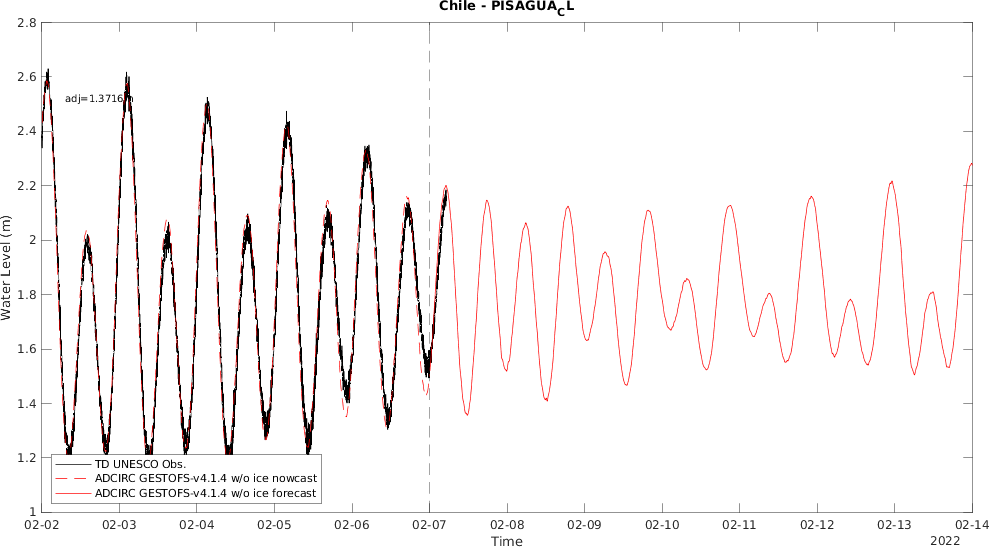 Chile - PISAGUA_CL
2.8
2.6
adj=1.3716m
2.4
2.2
2
1.8
1.6
1.4
1.2
1
Water Level (m)
TD UNESCO Obs.
ADCIRC GESTOFS-v4.1.4 w/o ice nowcast
ADCIRC GESTOFS-v4.1.4 w/o ice forecast
02-02 02-03 02-04 02-05 02-06 02-07 02-08 02-09 02-10 02-11 02-12 02-13 02-14
Time
2022